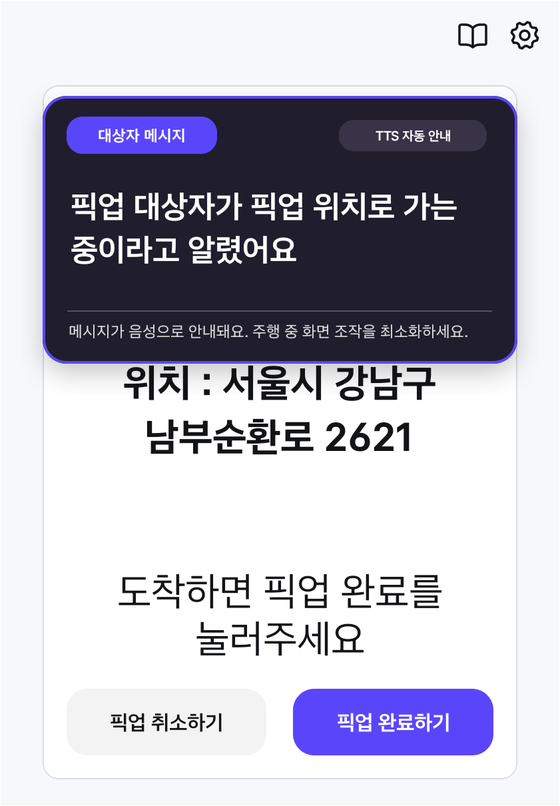 대상자 메시지
TTS 자동 안내
픽업 대상자가 픽업 위치로 가는
중이라고 알렸어요
메시지가 음성으로 안내돼요. 주행 중 화면 조작을 최소화하세요.
위치 : 서울시 강남구
남부순환로 2621
도착하면 픽업 완료를
눌러주세요
픽업 취소하기
픽업 완료하기